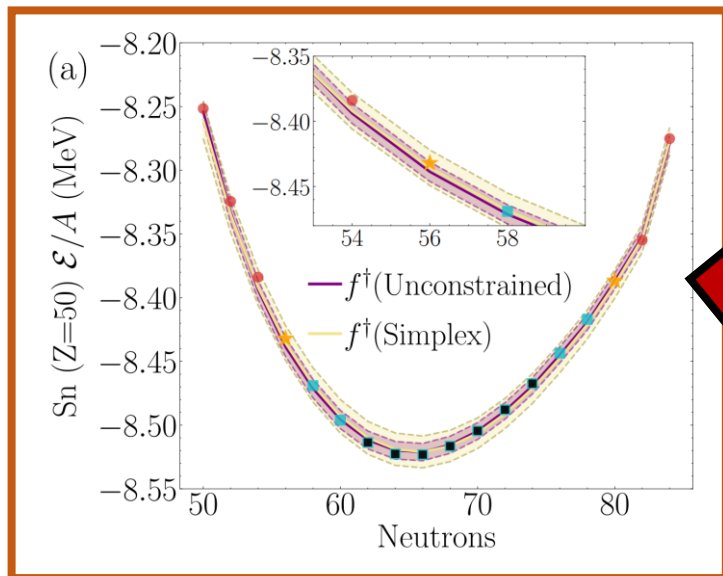 (a)
Sn (Z=50) ℰ/A (MeV)
−8.20
−8.25
−8.30
−8.35
−8.40
−8.45
−8.50
−8.55
−8.35
−8.40
−8.45
54 56 58
f†(Unconstrained)
f†(Simplex)
50 60 70 80
Neutrons